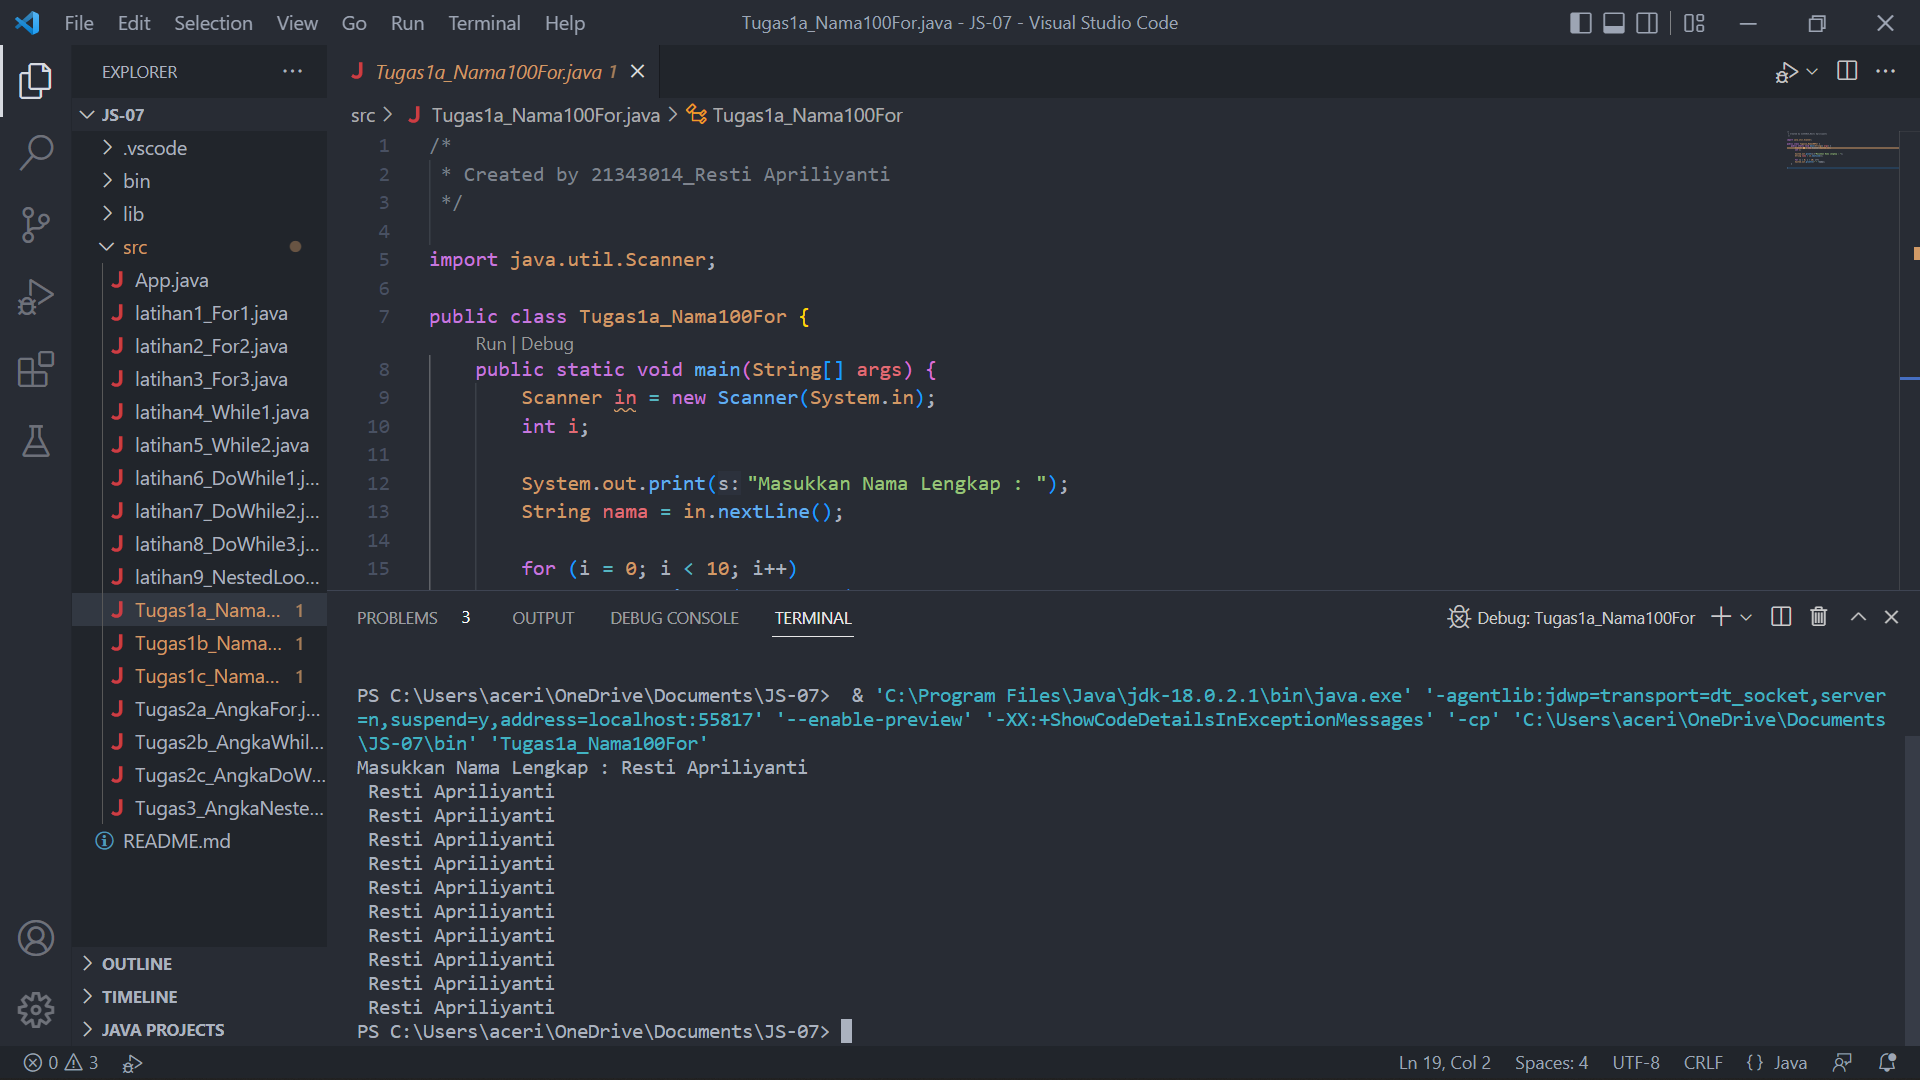 File Edit Selection View Go Run Terminal Help
Tugas1a_Nama100For.java - JS-07 - Visual Studio Code
EXPLORER
JS-07
.vscode
bin
lib
src
App.java
latihan1_For1.java
latihan2_For2.java
latihan3_For3.java
latihan4_While1.java
latihan5_While2.java
latihan6_DoWhile1.j...
latihan7_DoWhile2.j...
latihan8_DoWhile3.j...
latihan9_NestedLoo...
Tugas1a_Nama... 1
Tugas1b_Nama... 1
Tugas1c_Nama... 1
Tugas2a_AngkaFor.j...
Tugas2b_AngkaWhil...
Tugas2c_AngkaDoW...
Tugas3_AngkaNeste...
README.md
OUTLINE
TIMELINE
JAVA PROJECTS
Tugas1a_Nama100For.java 1
src > Tugas1a_Nama100For.java > Tugas1a_Nama100For
1 /*
2 * Created by 21343014_Resti Apriliyanti
3 */
4
5 import java.util.Scanner;
6
7 public class Tugas1a_Nama100For {
Run | Debug
8 public static void main(String[] args) {
9 Scanner in = new Scanner(System.in);
10 int i;
11
12 System.out.print(s: "Masukkan Nama Lengkap : ");
13 String nama = in.nextLine();
14
15 for (i = 0; i < 10; i++)
PROBLEMS 3 OUTPUT DEBUG CONSOLE TERMINAL
Debug: Tugas1a_Nama100For
PS C:\Users\aceri\OneDrive\Documents\JS-07> & 'C:\Program Files\Java\jdk-18.0.2.1\bin\java.exe' '-agentlib:jdwp=transport=dt_socket,server
=n,suspend=y,address=localhost:55817' '--enable-preview' '-XX:+ShowCodeDetailsInExceptionMessages' '-cp' 'C:\Users\aceri\OneDrive\Documents
\JS-07\bin' 'Tugas1a_Nama100For'
Masukkan Nama Lengkap : Resti Apriliyanti
Resti Apriliyanti
Resti Apriliyanti
Resti Apriliyanti
Resti Apriliyanti
Resti Apriliyanti
Resti Apriliyanti
Resti Apriliyanti
Resti Apriliyanti
Resti Apriliyanti
Resti Apriliyanti
PS C:\Users\aceri\OneDrive\Documents\JS-07>
0 3
Ln 19, Col 2 Spaces: 4 UTF-8 CRLF {} Java